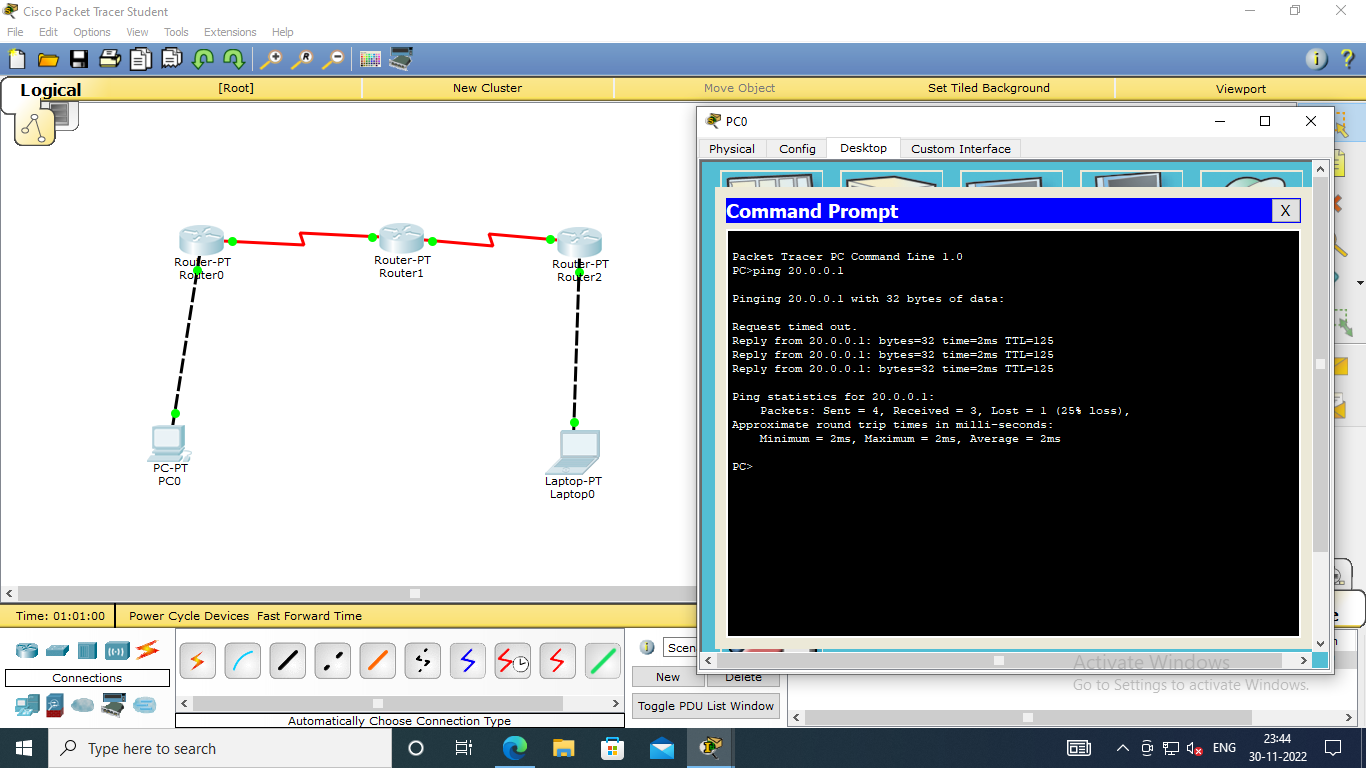 Cisco Packet Tracer Student
File Edit Options View Tools Extensions Help
Logical [Root] New Cluster Move Object Set Tiled Background Viewport
PC0
Physical Config Desktop Custom Interface
Command Prompt X
Packet Tracer PC Command Line 1.0
PC>ping 20.0.0.1
Pinging 20.0.0.1 with 32 bytes of data:
Request timed out.
Reply from 20.0.0.1: bytes=32 time=2ms TTL=125
Reply from 20.0.0.1: bytes=32 time=2ms TTL=125
Reply from 20.0.0.1: bytes=32 time=2ms TTL=125
Ping statistics for 20.0.0.1:
Packets: Sent = 4, Received = 3, Lost = 1 (25% loss),
Approximate round trip times in milli-seconds:
Minimum = 2ms, Maximum = 2ms, Average = 2ms
PC>
Router-PT
Router0
Router-PT
Router1
Router-PT
Router2
PC-PT
PC0
Laptop-PT
Laptop0
Time: 01:01:00 Power Cycle Devices Fast Forward Time
Connections
Automatically Choose Connection Type
Scen
New Delete
Toggle PDU List Window
Activate Windows
Go to Settings to activate Windows.
Type here to search
ENG
23:44
30-11-2022